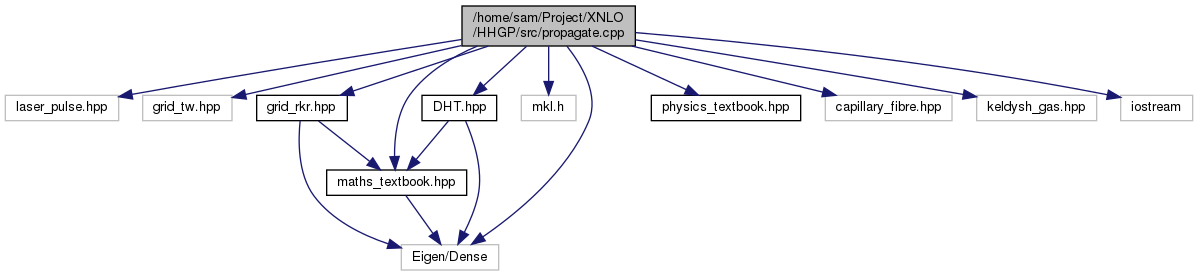 /home/sam/Project/XNLO
/HHGP/src/propagate.cpp
laser_pulse.hpp
grid_tw.hpp
grid_rkr.hpp
DHT.hpp
mkl.h
physics_textbook.hpp
capillary_fibre.hpp
keldysh_gas.hpp
iostream
maths_textbook.hpp
Eigen/Dense